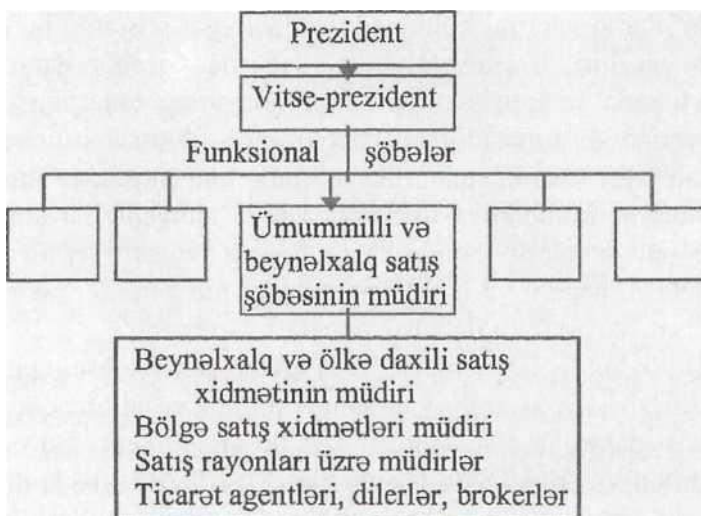 Prezident
Vitse-prezident
Funksional şöbələr
Ümummilli və
beynəlxalq satış
şöbəsinin müdiri
Beynəlxalq və ölkə daxili satış
xidmətinin müdiri
Bölgə satış xidmətləri müdiri
Satış rayonları üzrə müdirlər
Ticarət agentləri, dilerlər, brokerlər